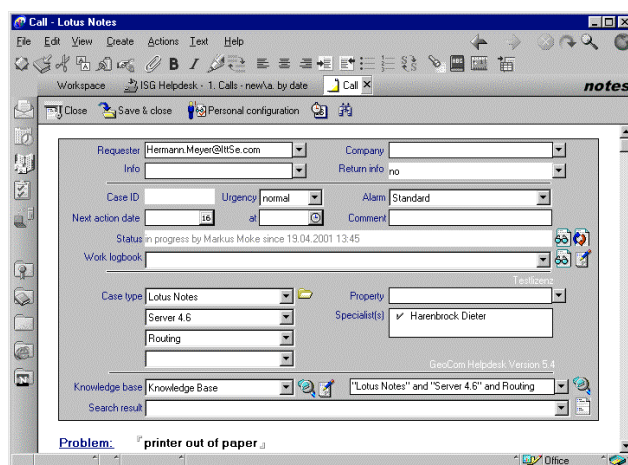 Call - Lotus Notes
File Edit View Create Actions Text Help
Workspace ISG Helpdesk - 1. Calls - new\a. by date Call notes
Close Save & close Personal configuration
Requester Hermann.Meyer@IttSe.com Company
Info Return info no
Case ID Urgency normal Alarm Standard
Next action date 16 at Comment
Status in progress by Markus Moke since 19.04.2001 13:45
Work logbook
Testlizenz
Case type Lotus Notes Property
Server 4.6 Specialist(s) Harenbrock Dieter
Routing
GeoCom Helpdesk Version 5.4
Knowledge base Knowledge Base "Lotus Notes" and "Server 4.6" and Routing
Search result
Problem: printer out of paper
Office